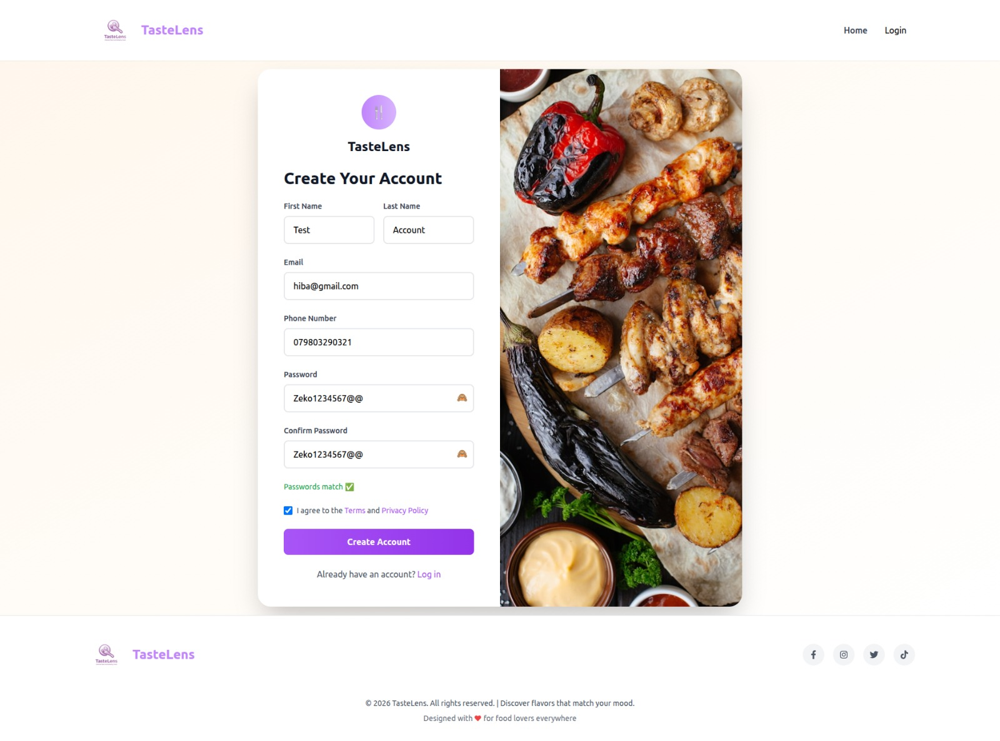 TasteLens
TasteLens
Home
Login
TasteLens
Create Your Account
First Name
Last Name
Test
Account
Email
hiba@gmail.com
Phone Number
079803290321
Password
Zeko1234567@@
Confirm Password
Zeko1234567@@
Passwords match ✅
I agree to the Terms and Privacy Policy
Create Account
Already have an account? Log in
TasteLens
TasteLens
© 2026 TasteLens. All rights reserved. | Discover flavors that match your mood.
Designed with ❤ for food lovers everywhere